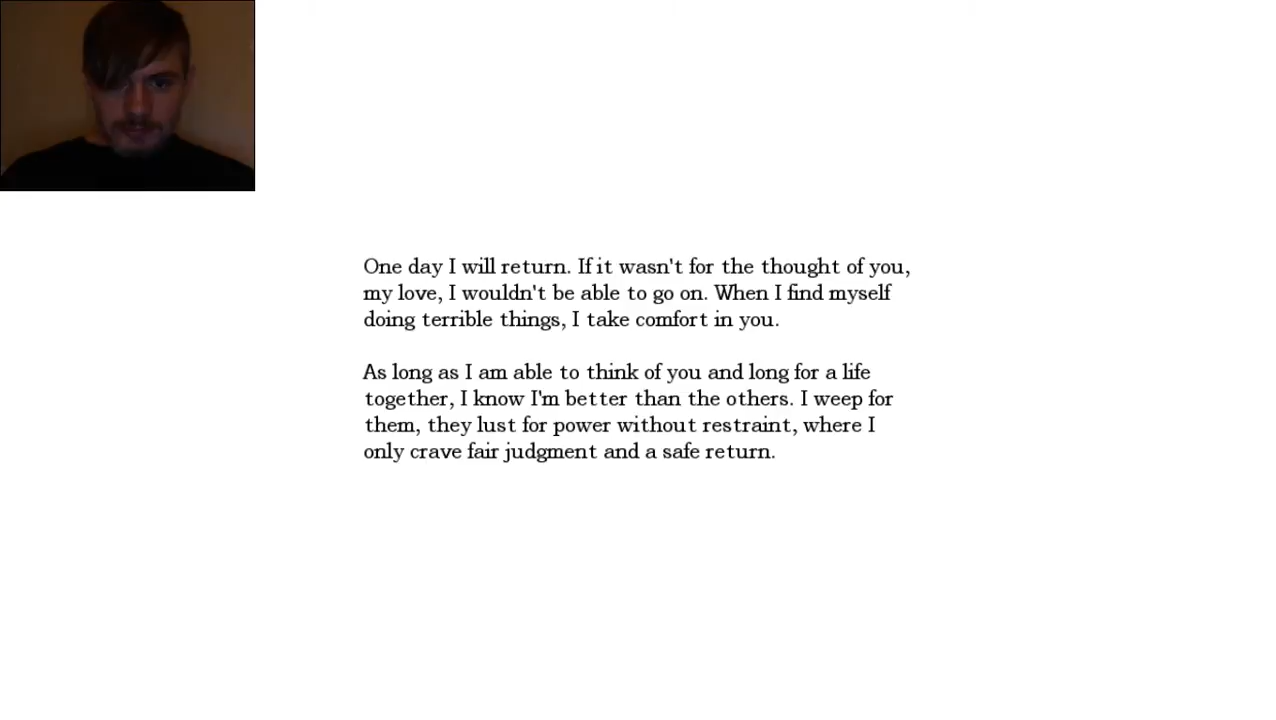 One day I will return. If it wasn't for the thought of you,
my love, I wouldn't be able to go on. When I find myself
doing terrible things, I take comfort in you.
As long as I am able to think of you and long for a life
together, I know I'm better than the others. I weep for
them, they lust for power without restraint, where I
only crave fair judgment and a safe return.